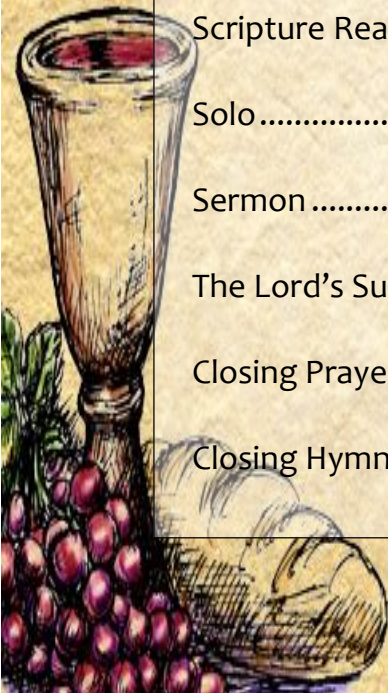 Scripture Rea
Solo ...............
Sermon .........
The Lord's Su
Closing Praye
Closing Hymn